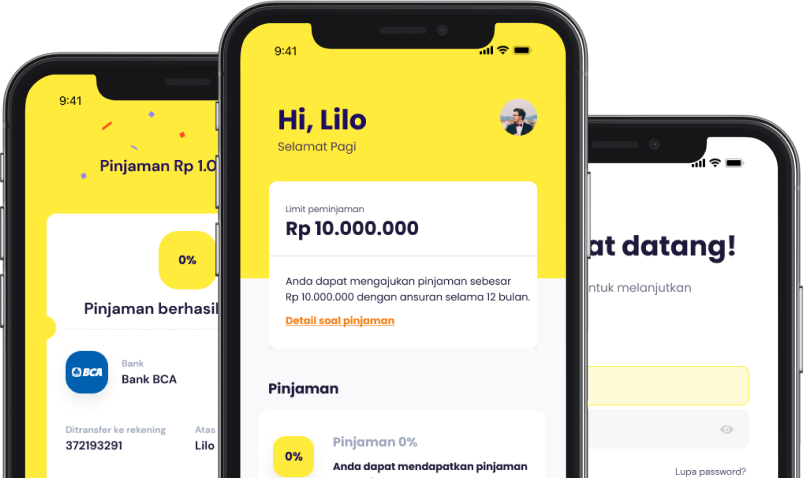 9:41
Pinjaman Rp 1.0
0%
Pinjaman berhasil
BCA
Bank
Bank BCA
Ditransfer ke rekening
372193291
Atas
Lilo
9:41
Hi, Lilo
Selamat Pagi
Limit peminjaman
Rp 10.000.000
Anda dapat mengajukan pinjaman sebesar
Rp 10.000.000 dengan ansuran selama 12 bulan.
Detail soal pinjaman
Pinjaman
0%
Pinjaman 0%
Anda dapat mendapatkan pinjaman
at datang!
ntuk melanjutkan
Lupa password?